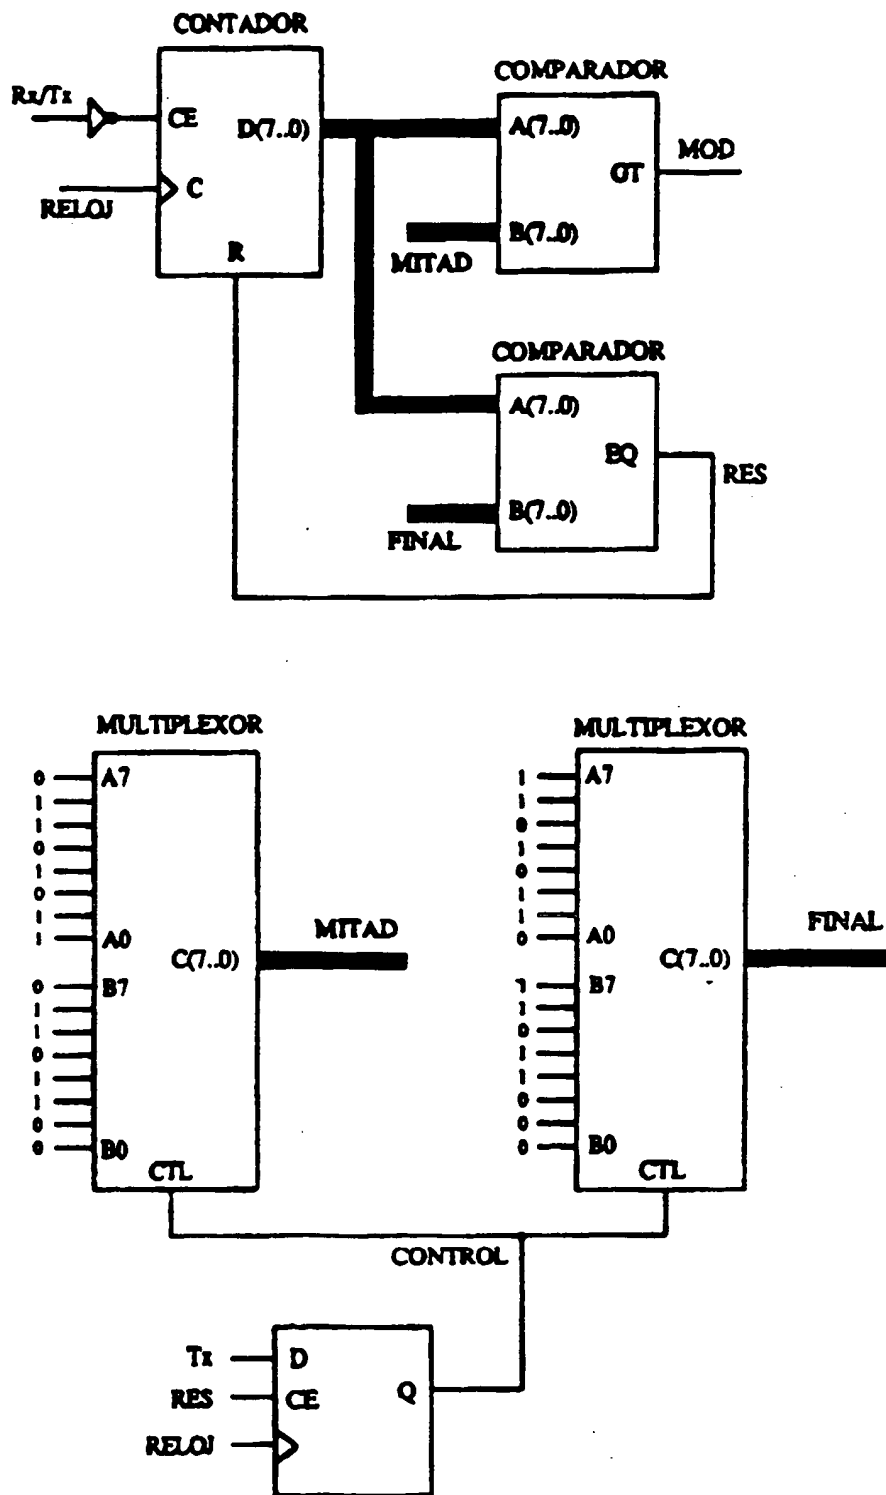 CONTADOR
Rx/Tx
CE
D(7..0)
RELOJ
C
R
COMPARADOR
A(7..0)
GT
MOD
B(7..0)
MITAD
COMPARADOR
A(7..0)
EQ
RES
B(7..0)
FINAL
MULTIPLEXOR
0 A7
1
1
0
1
0
1
1 A0
C(7..0)
MITAD
0 B7
1
1
0
1
1
0
0 B0
CTL
MULTIPLEXOR
1 A7
1
0
1
0
1
1
0 A0
C(7..0)
FINAL
1 B7
1
0
1
1
0
0
0 B0
CTL
CONTROL
Tx
D
RES
CE
Q
RELOJ